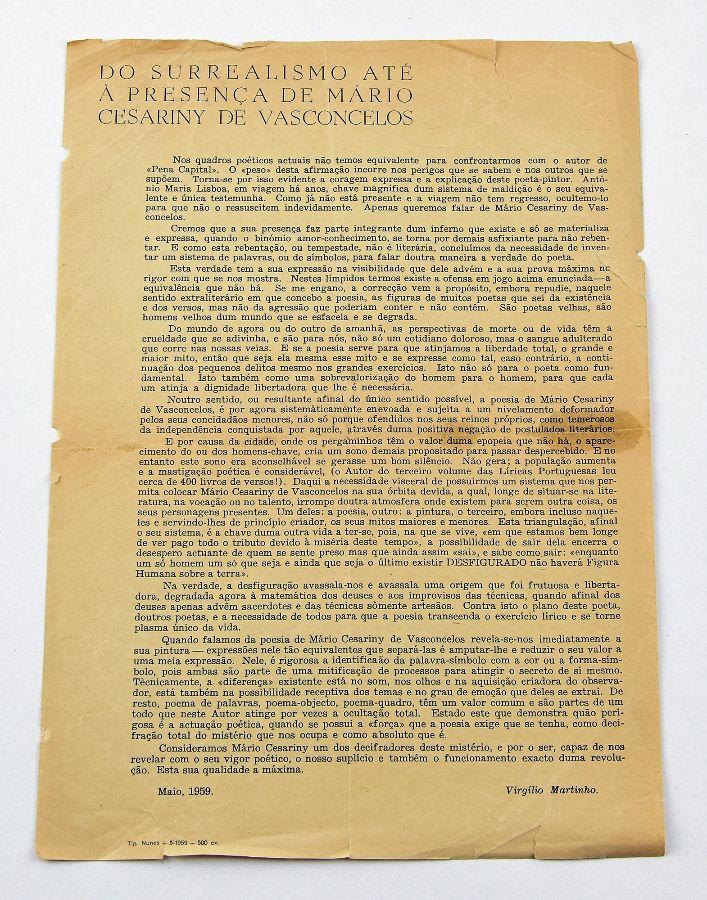 DO SURREALISMO ATÉ
À PRESENÇA DE MÁRIO
CESARINY DE VASCONCELOS
Nos quadros poéticos actuais não temos equivalente para confrontarmos com o autor de
«Pena Capital». O «peso» desta afirmação incorre nos perigos que se sabem e nos outros que se
supõem. Torna-se por isso evidente a coragem expressa e a explicação deste poeta-pintor. Antó-
nio Maria Lisboa, em viagem há anos, chave magnífica dum sistema de maldição é o seu equiva-
lente e única testemunha. Como já não está presente e a viagem não tem regresso, ocultemo-lo
para que não o ressuscitem indevidamente. Apenas queremos falar de Mário Cesariny de Vas-
concelos.
Cremos que a sua presença faz parte integrante dum inferno que existe e só se materializa
e expressa, quando o binómio amor-conhecimento, se torna por demais asfixiante para não reben-
tar. E como esta rebentação, ou tempestade, não é literária, concluímos da necessidade de inven-
tar um sistema de palavras, ou de símbolos, para falar doutra maneira a verdade do poeta.
Esta verdade tem a sua expressão na visibilidade que dele advém e a sua prova máxima no
rigor com que se nos mostra. Nestes límpidos termos existe a ofensa em jogo acima enunciada — a
equivalência que não há. Se me engano, a correcção vem a propósito, embora repudie, naquele
sentido extraliterário em que concebo a poesia, as figuras de muitos poetas que sei da existência
e dos versos, mas não da agressão que poderiam conter e não contêm. São poetas velhas, são
homens velhos dum mundo que se esfacela e se degrada.
Do mundo de agora ou do outro de amanhã, as perspectivas de morte ou de vida têm a
crueldade que se adivinha, e são para nós, não só um cotidiano doloroso, mas o sangue adulterado
que corre nas nossas veias. E se a poesia serve para que atinjamos a liberdade total, o grande e
maior mito, então que seja ela mesma esse mito e se expresse como tal, caso contrário, a conti-
nuação dos pequenos delitos mesmo nos grandes exercícios. Isto não só para o poeta como fun-
damental. Isto também como uma sobrevalorização do homem para o homem, para que cada
um atinja a dignidade libertadora que lhe é necessária.
Noutro sentido, ou resultante afinal do único sentido possível, a poesia de Mário Cesariny
de Vasconcelos, é por agora sistemàticamente enevoada e sujeita a um nivelamento deformador
pelos seus concidadãos menores, não só porque ofendidos nos seus reinos próprios, como temerosos
da independência conquistada por aquele, através duma positiva negação de postulados literários.
E por causa da cidade, onde os pergaminhos têm o valor duma epopeia que não há, o apare-
cimento do ou dos homens-chave, cria um sono demais propositado para passar despercebido. E no
entanto este sono era aconselhável se gerasse um bom silêncio. Não gera; a população aumenta
e a mastigação poética é considerável, (o Autor do terceiro volume das Líricas Portuguesas leu
cerca de 400 livros de versos!). Daqui a necessidade visceral de possuirmos um sistema que nos per-
mita colocar Mário Cesariny de Vasconcelos na sua órbita devida, a qual, longe de situar-se na lite-
ratura, na vocação ou no talento, irrompe doutra atmosfera onde existem para serem outra coisa, os
seus personagens presentes. Um deles: a poesia, outro: a pintura, o terceiro, embora incluso naque-
les e servindo-lhes de princípio criador, os seus mitos maiores e menores. Esta triangulação, afinal
o seu sistema, é a chave duma outra vida a ter-se, pois, na que se vive, «em que estamos bem longe
de ver pago todo o tributo devido à miséria deste tempo», a possibilidade de sair dela encerra o
desespero actuante de quem se sente preso mas que ainda assim «sai», e sabe como sair: «enquanto
um só homem um só que seja e ainda que seja o último existir DESFIGURADO não haverá Figura
Humana sobre a terra».
Na verdade, a desfiguração avassala-nos e avassala uma origem que foi frutuosa e liberta-
dora, degradada agora à matemática dos deuses e aos improvisos das técnicas, quando afinal dos
deuses apenas advêm sacerdotes e das técnicas sòmente artesãos. Contra isto o plano deste poeta,
doutros poetas, e a necessidade de todos para que a poesia transcenda o exercício lírico e se torne
plasma único da vida.
Quando falamos da poesia de Mário Cesariny de Vasconcelos revela-se-nos imediatamente a
sua pintura — expressões nele tão equivalentes que separá-las é amputar-lhe e reduzir o seu valor a
uma meia expressão. Nele, é rigorosa a identificaão da palavra-símbolo com a cor ou a forma-sím-
bolo, pois ambas são parte de uma mitificação de processos para atingir o secreto de si mesmo.
Tècnicamente, a «diferença» existente está no som, nos olhos e na aquisição criadora do observa-
dor, está também na possibilidade receptiva dos temas e no grau de emoção que deles se extrai. De
resto, poema de palavras, poema-objecto, poema-quadro, têm um valor comum e são partes de um
todo que neste Autor atinge por vezes a ocultação total. Estado este que demonstra quão peri-
gosa é a actuação poética, quando se possui a «força» que a poesia exige que se tenha, como deci-
fração total do mistério que nos ocupa e como absoluto que é.
Consideramos Mário Cesariny um dos decifradores deste mistério, e por o ser, capaz de nos
revelar com o seu vigor poético, o nosso suplício e também o funcionamento exacto duma revolu-
ção. Esta sua qualidade a máxima.
Maio, 1959.
Virgílio Martinho.
Tip. Nunes — 5-1959 — 500 ex.